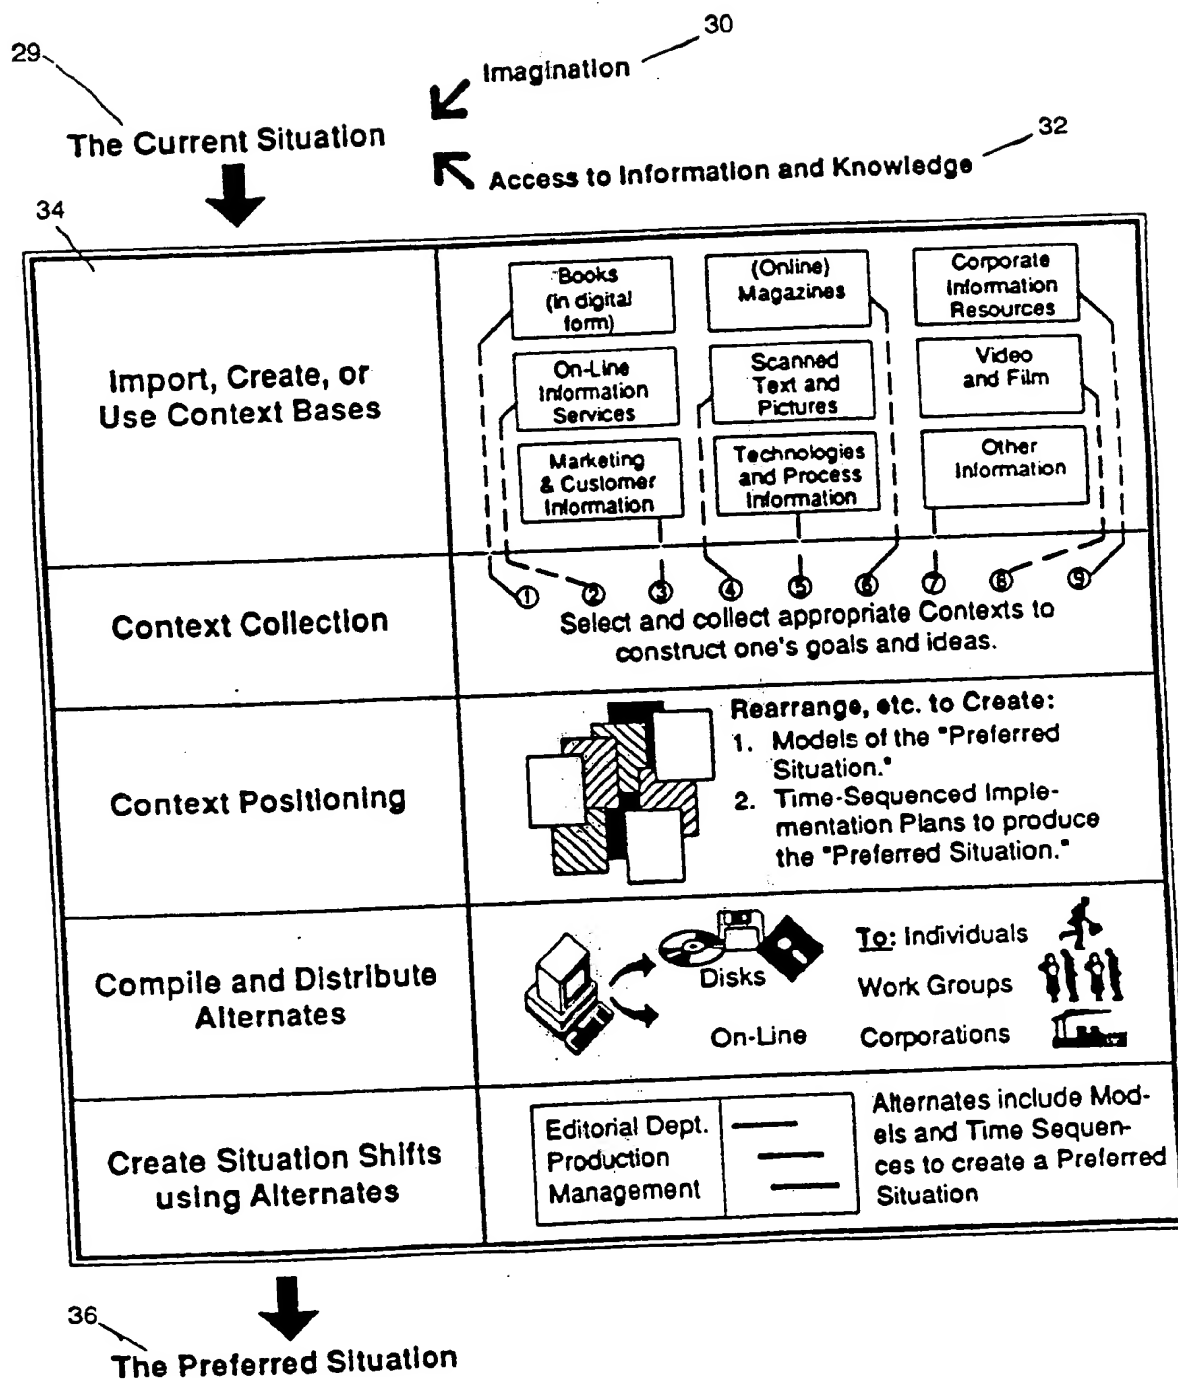 30
29
Imagination
The Current Situation
32
Access to Information and Knowledge
34
Import, Create, or
Use Context Bases
Books
(in digital
form)
(Online)
Magazines
Corporate
Information
Resources
On-Line
Information
Services
Scanned
Text and
Pictures
Video
and Film
Marketing
& Customer
Information
Technologies
and Process
Information
Other
Information
Context Collection
1 2 3 4 5 6 7 8 9
Select and collect appropriate Contexts to
construct one's goals and ideas.
Context Positioning
Rearrange, etc. to Create:
1. Models of the "Preferred
Situation."
2. Time-Sequenced Imple-
mentation Plans to produce
the "Preferred Situation."
Compile and Distribute
Alternates
Disks
On-Line
To: Individuals
Work Groups
Corporations
Create Situation Shifts
using Alternates
Editorial Dept.
Production
Management
Alternates include Mod-
els and Time Sequen-
ces to create a Preferred
Situation
36
The Preferred Situation